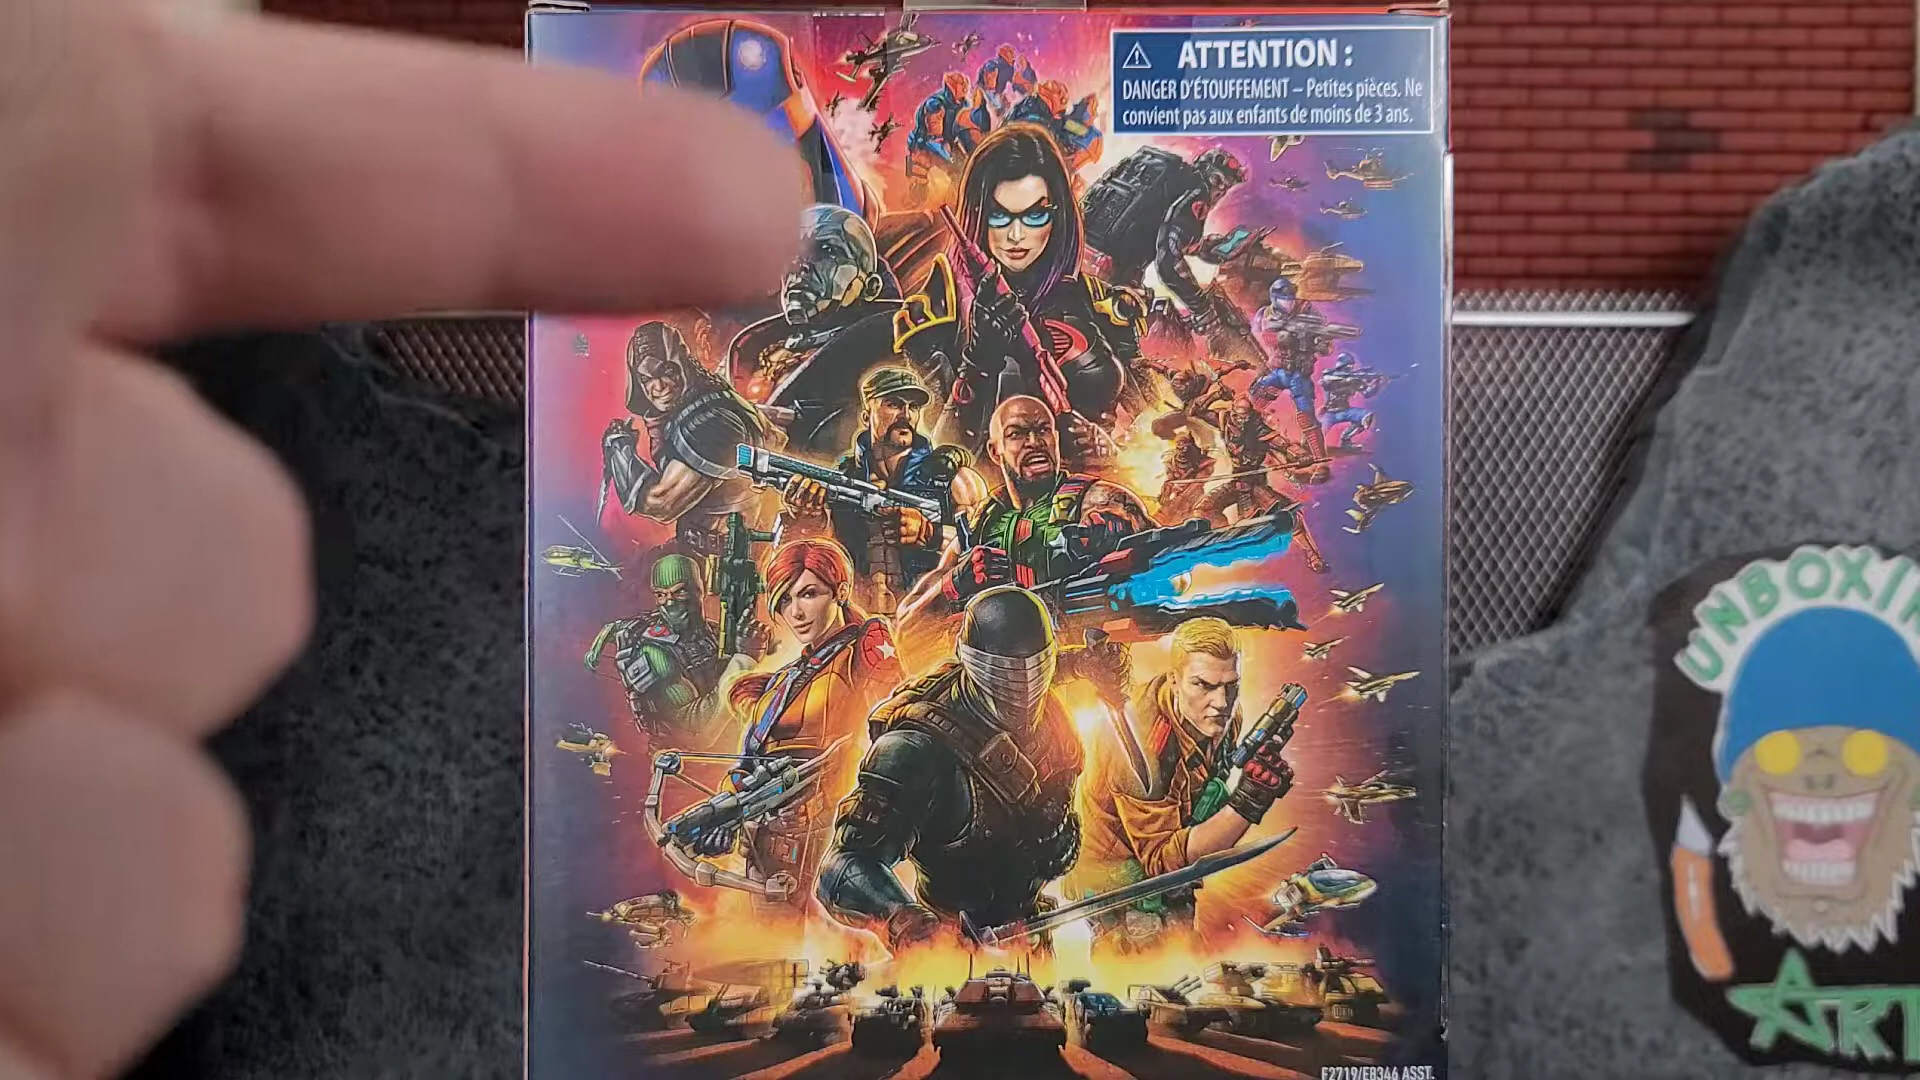 ATTENTION :
DANGER D'ÉTOUFFEMENT – Petites pièces. Ne
convient pas aux enfants de moins de 3 ans.
F2719/E8346 ASST.